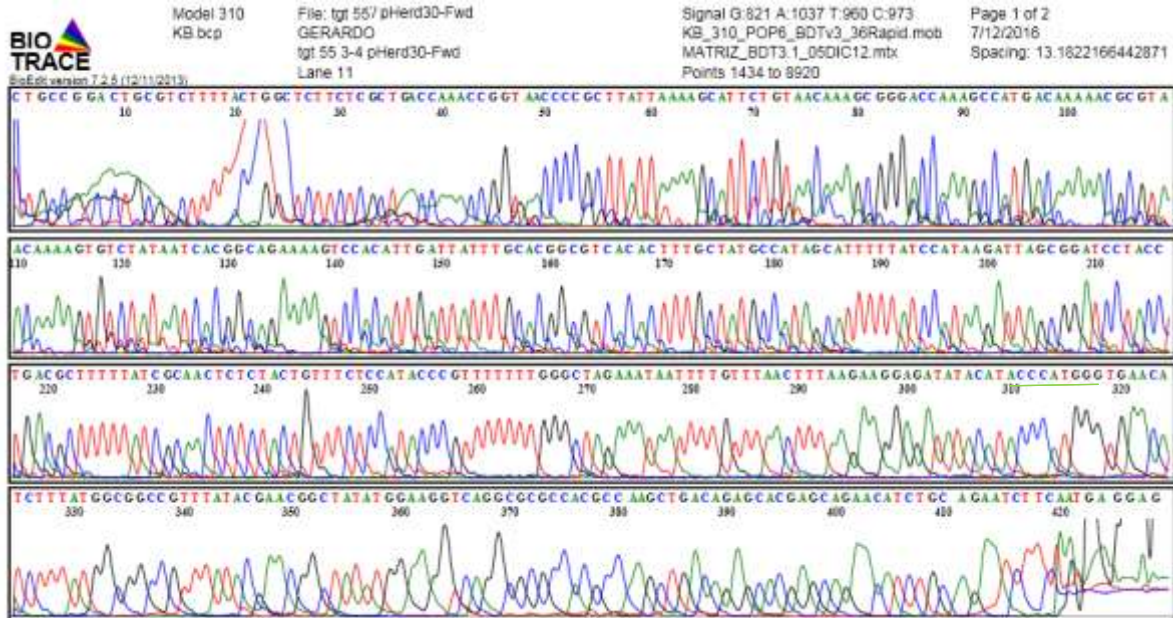 BIO TRACE
BioEdit version 7.2.5 (12/11/2013)
Model 310
KB.bcp
File: tgt 55/ pHerd30-Fwd
GERARDO
tgt 55 3-4 pHerd30-Fwd
Lane 11
Signal G:821 A:1037 T:960 C:973
KB_310_POP6_BDTv3_36Rapid.mob
MATRIZ_BDT3.1_05DIC12.mtx
Points 1434 to 8920
Page 1 of 2
7/12/2016
Spacing: 13.1822166442871
CTGCCGGACTGCGTCTTTTACTGGCTCTTCTCGCTGACCAAACCGGTAACCCCGCTTATTAAAAGCATTCTGTAACAAAGCGGGACCAAAGCCATGACAAAAACGCGTA
10 20 30 40 50 60 70 80 90 100
ACAAAAGTGTCTATAATCACGGCAGAAAAGTCCACATTGATTATTTGCACGGCGTCACACTTTGCTATGCCATAGCATTTTTATCCATAAGATTAGCGGATCCTACC
110 120 130 140 150 160 170 180 190 200 210
TGACGCTTTTTATCGCAACTCTCTACTGTTTCTCCATACCCGTTTTTTTGGGCTAGAAATAATTTTGTTTAACTTTAAGAAGGAGATATACATACCCATGGGTGAACA
220 230 240 250 260 270 280 290 300 310 320
TCTTTATGGCGGCCGTTTATACGAACGGCTATATGGAAGGTCAGGCGCGCCACGCC AAGCTGACAGAGCACGAGCAGAACATCTGC AGAATCTTCAATGAGGAG
330 340 350 360 370 380 390 400 410 420